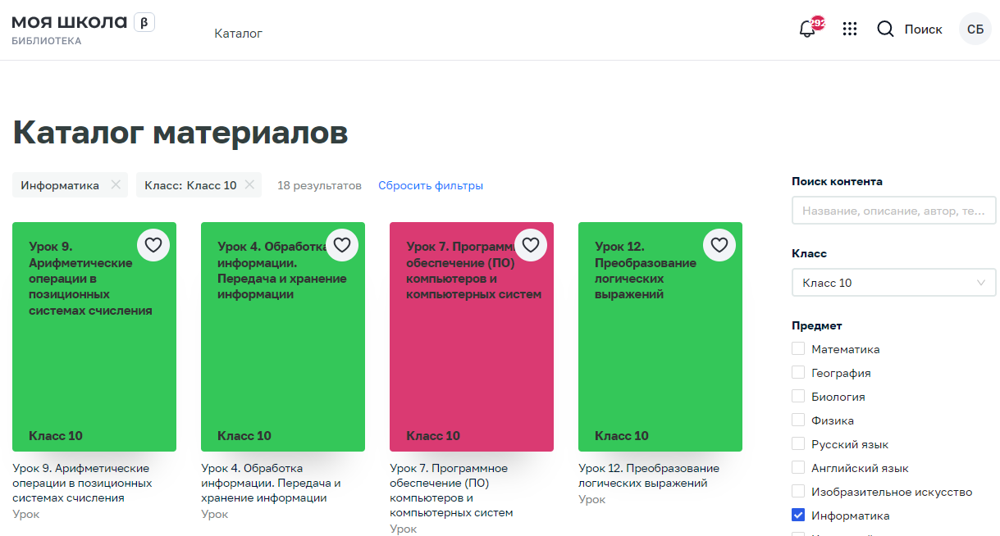 моя школа β
БИБЛИОТЕКА
Каталог
292
Поиск
СБ
Каталог материалов
Информатика
Класс: Класс 10
18 результатов
Сбросить фильтры
Урок 9.
Арифметические
операции в
позиционных
системах счисления
Класс 10
Урок 9. Арифметические
операции в позиционных
системах счисления
Урок
Урок 4. Обработка
информации.
Передача и хранение
информации
Класс 10
Урок 4. Обработка
информации. Передача и
хранение информации
Урок
Урок 7.
обеспечение (ПО)
компьютеров и
компьютерных систем
Класс 10
Урок 7. Программное
обеспечение (ПО)
компьютеров и
компьютерных систем
Урок
Урок 12.
Преобразование
логических
выражений
Класс 10
Урок 12. Преобразование
логических выражений
Урок
Поиск контента
Название, описание, автор, те...
Класс
Класс 10
Предмет
Математика
География
Биология
Физика
Русский язык
Английский язык
Изобразительное искусство
Информатика